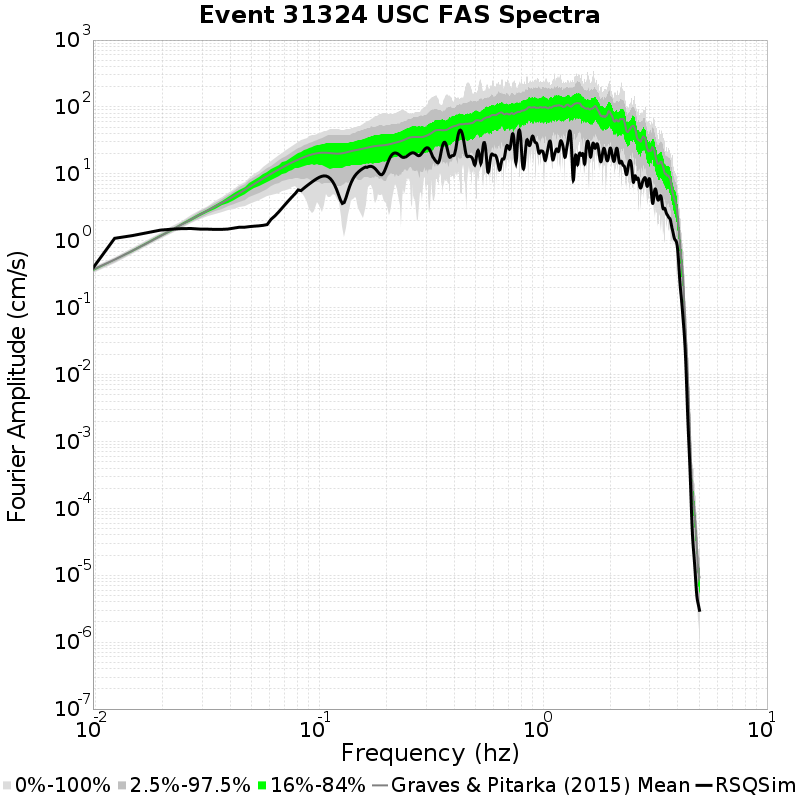 Event 31324 USC FAS Spectra
Fourier Amplitude (cm/s)
10^3
10^2
10^1
10^0
10^-1
10^-2
10^-3
10^-4
10^-5
10^-6
10^-7
10^-2 10^-1 10^0 10^1
Frequency (hz)
0%-100% 2.5%-97.5% 16%-84% Graves & Pitarka (2015) Mean RSQSim